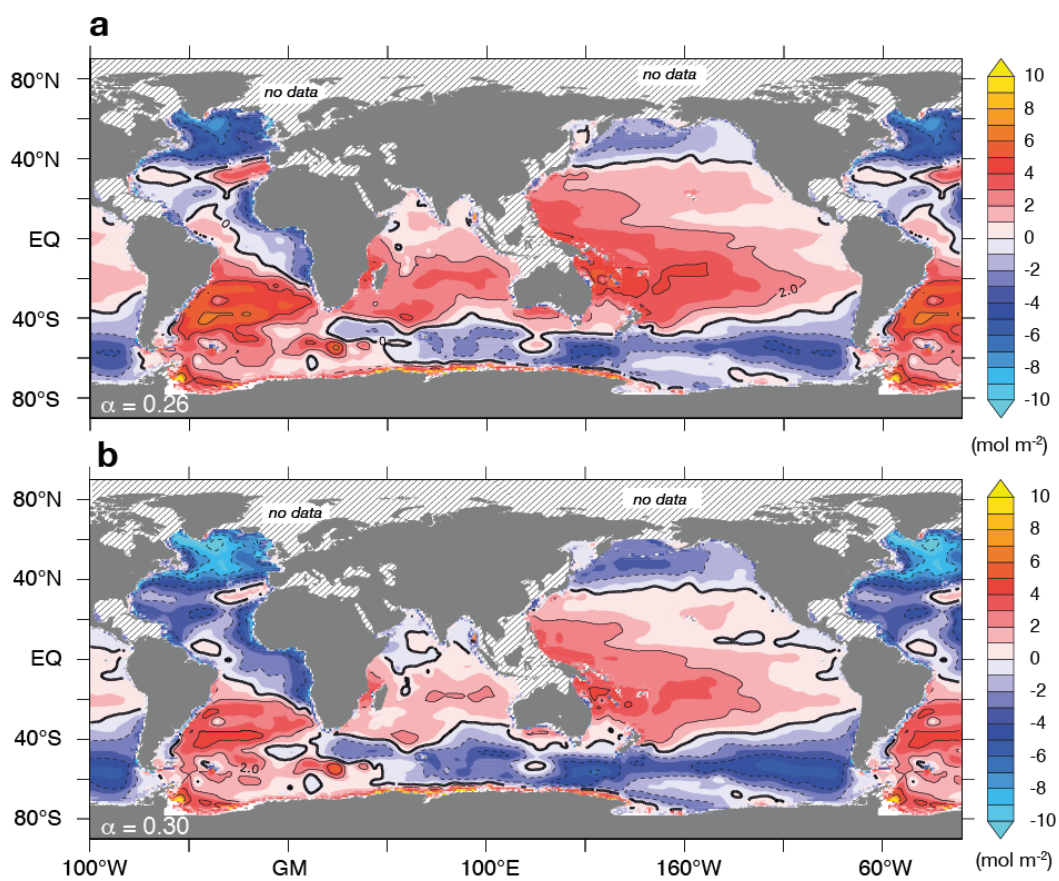 a
80°N
40°N
EQ
40°S
80°S
no data
no data
0
2.0
0
α = 0.26
10
8
6
4
2
0
-2
-4
-6
-8
-10
(mol m⁻²)
b
80°N
40°N
EQ
40°S
80°S
no data
no data
2.0
α = 0.30
10
8
6
4
2
0
-2
-4
-6
-8
-10
(mol m⁻²)
100°W
GM
100°E
160°W
60°W